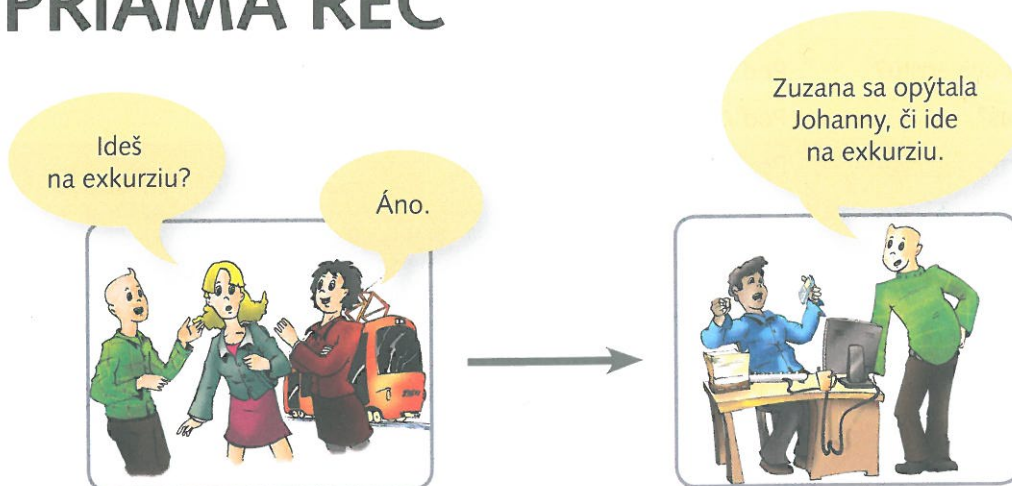 PRIAMA REČ
Ideš
na exkurziu?
Áno.
Zuzana sa opýtala
Johanny, či ide
na exkurziu.